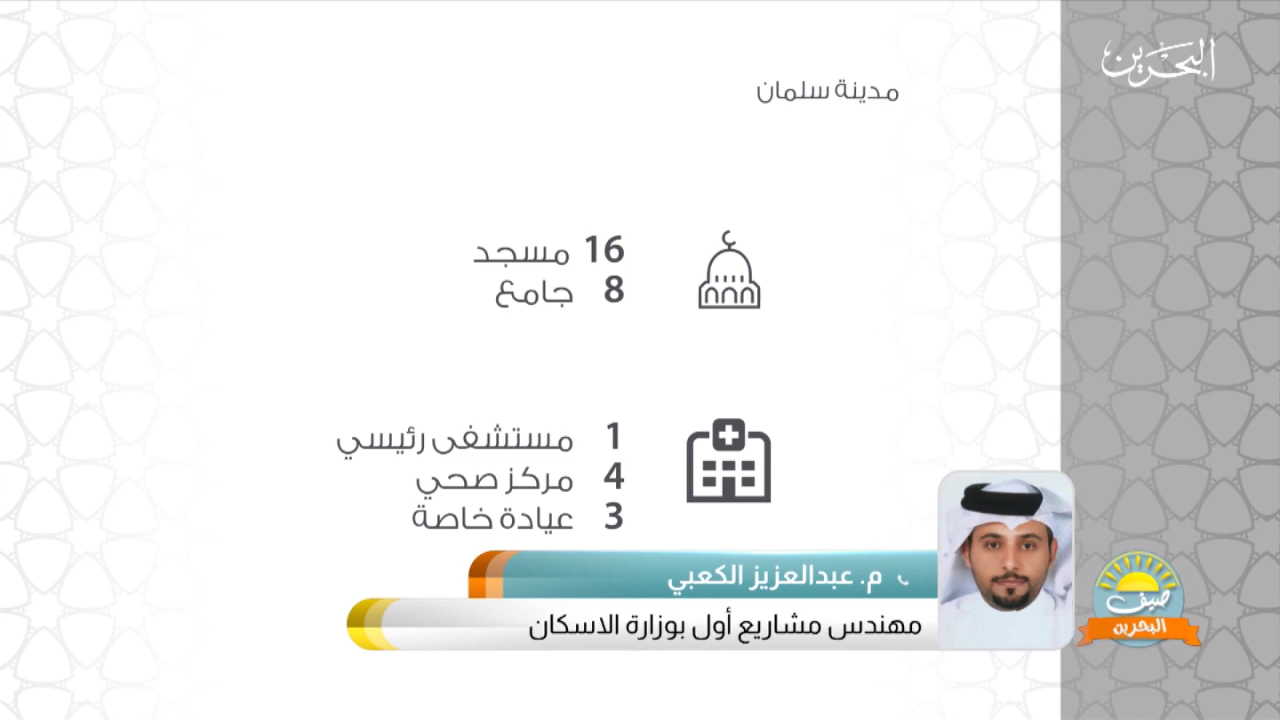 البحرين
مدينة سلمان
16 مسجد
8 جامع
1 مستشفى رئيسي
4 مركز صحي
3 عيادة خاصة
م. عبدالعزيز الكعبي
مهندس مشاريع أول بوزارة الاسكان
صيف
البحرين